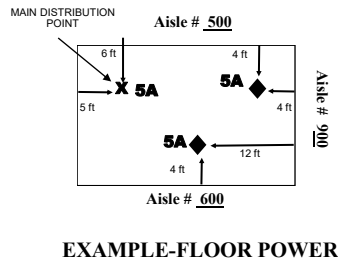 MAIN DISTRIBUTION
POINT
Aisle # 500
6 ft
4 ft
X 5A
5A
5 ft
4 ft
Aisle # 900
5A
12 ft
4 ft
Aisle # 600
EXAMPLE-FLOOR POWER